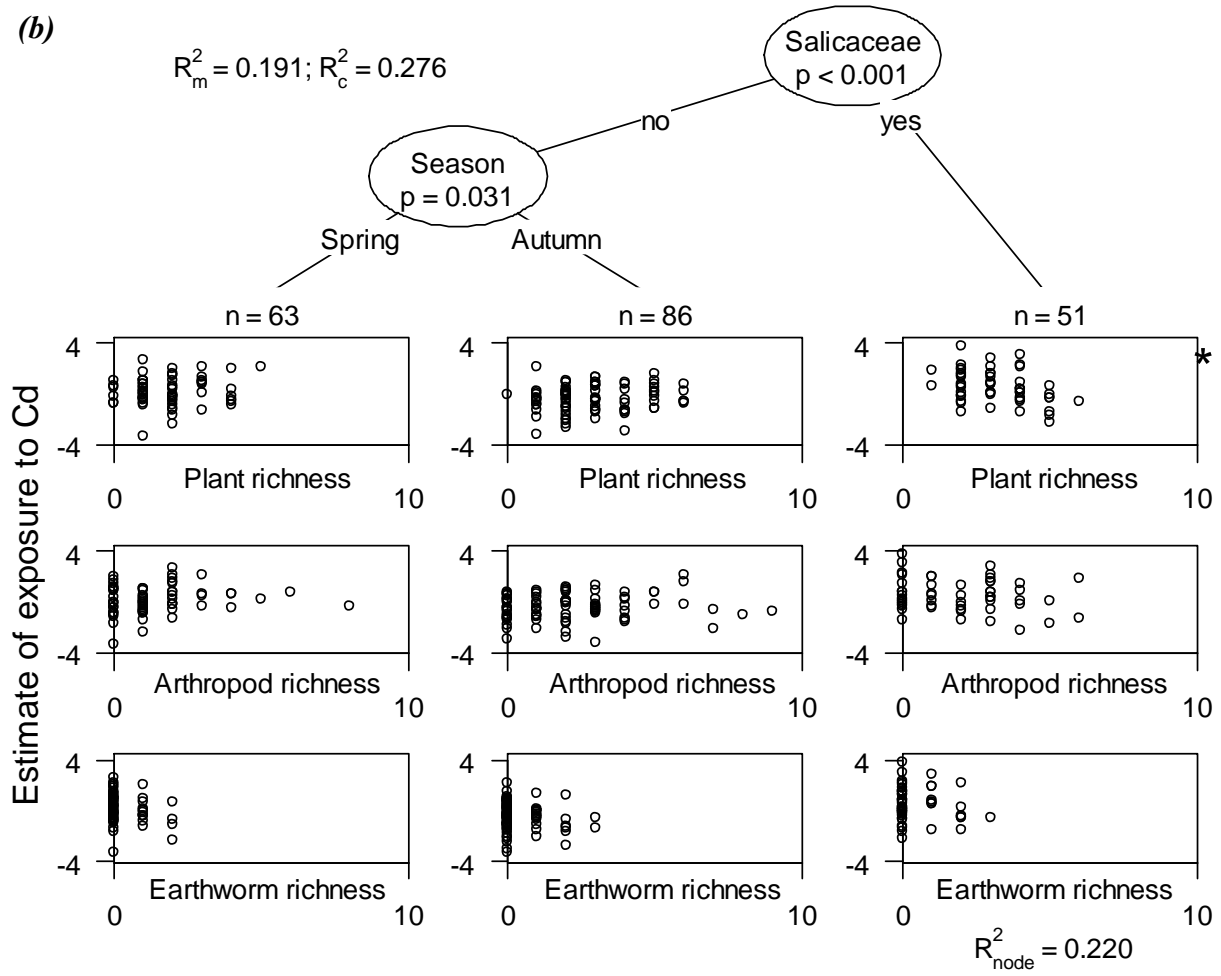 (b)
R²m = 0.191; R²c = 0.276
Salicaceae
p < 0.001
no
yes
Season
p = 0.031
Spring
Autumn
n = 63
n = 86
n = 51
Estimate of exposure to Cd
4
-4
0
Plant richness
10
4
-4
0
Plant richness
10
4
-4
0
Plant richness
10
*
4
-4
0
Arthropod richness
10
4
-4
0
Arthropod richness
10
4
-4
0
Arthropod richness
10
4
-4
0
Earthworm richness
10
4
-4
0
Earthworm richness
10
4
-4
0
Earthworm richness
10
R²node = 0.220